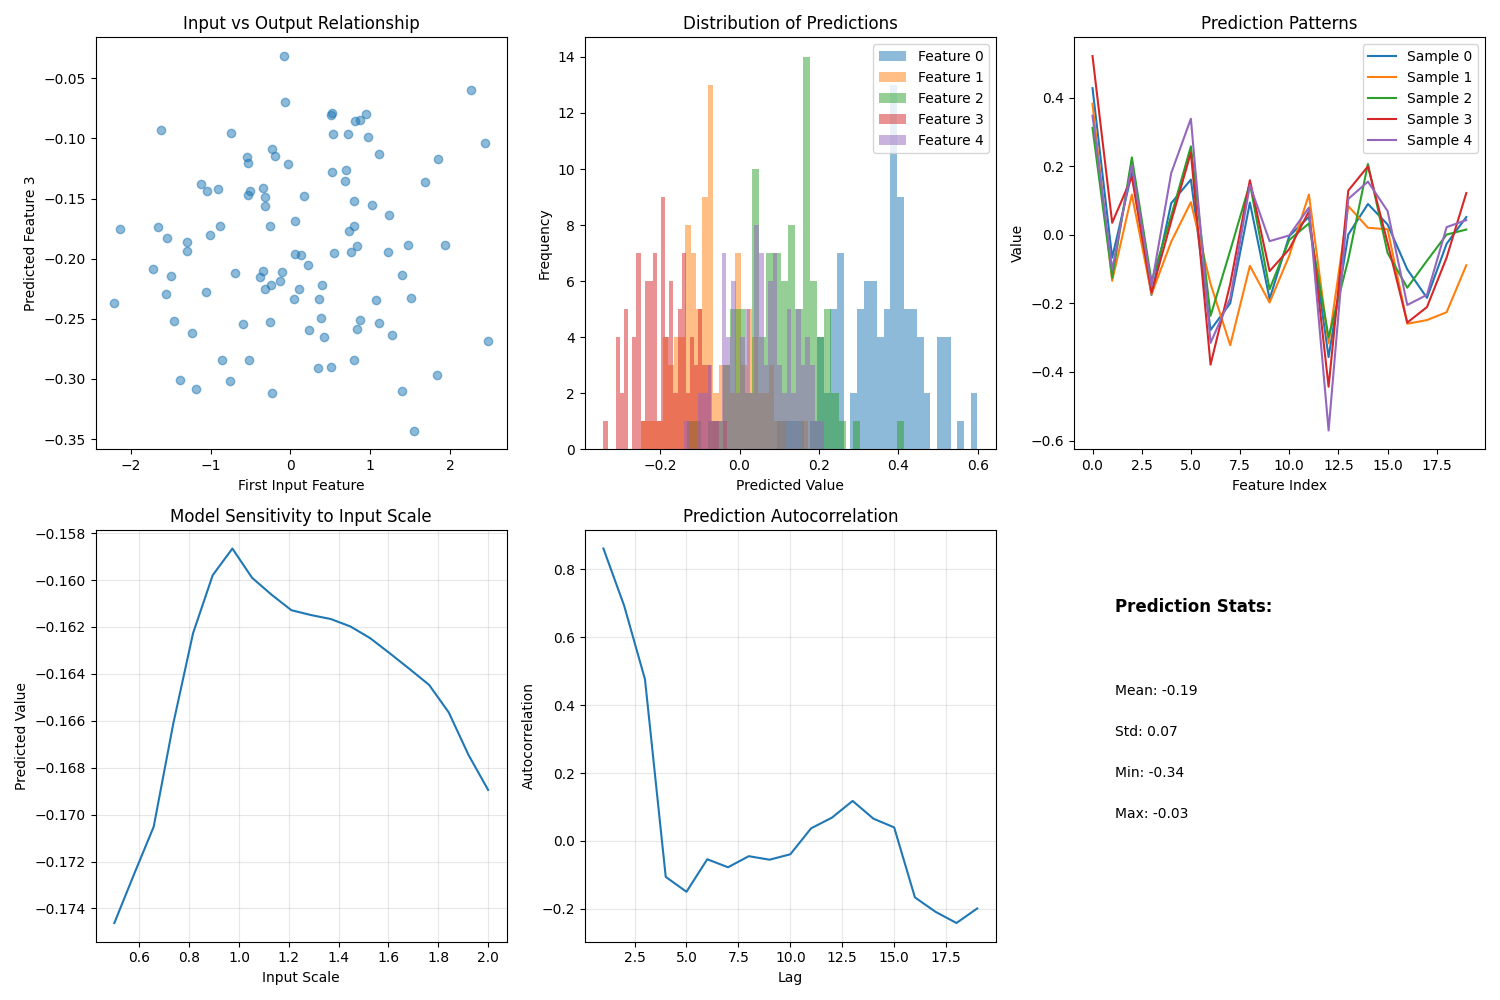 Input vs Output Relationship
−0.05
−0.10
−0.15
−0.20
−0.25
−0.30
−0.35
Predicted Feature 3
−2
−1
0
1
2
First Input Feature
Distribution of Predictions
14
12
10
8
6
4
2
0
Frequency
Feature 0
Feature 1
Feature 2
Feature 3
Feature 4
−0.2
0.0
0.2
0.4
0.6
Predicted Value
Prediction Patterns
0.4
0.2
0.0
−0.2
−0.4
−0.6
Value
Sample 0
Sample 1
Sample 2
Sample 3
Sample 4
0.0
2.5
5.0
7.5
10.0
12.5
15.0
17.5
Feature Index
Model Sensitivity to Input Scale
−0.158
−0.160
−0.162
−0.164
−0.166
−0.168
−0.170
−0.172
−0.174
Predicted Value
0.6
0.8
1.0
1.2
1.4
1.6
1.8
2.0
Input Scale
Prediction Autocorrelation
0.8
0.6
0.4
0.2
0.0
−0.2
Autocorrelation
2.5
5.0
7.5
10.0
12.5
15.0
17.5
Lag
Prediction Stats:
Mean: -0.19
Std: 0.07
Min: -0.34
Max: -0.03